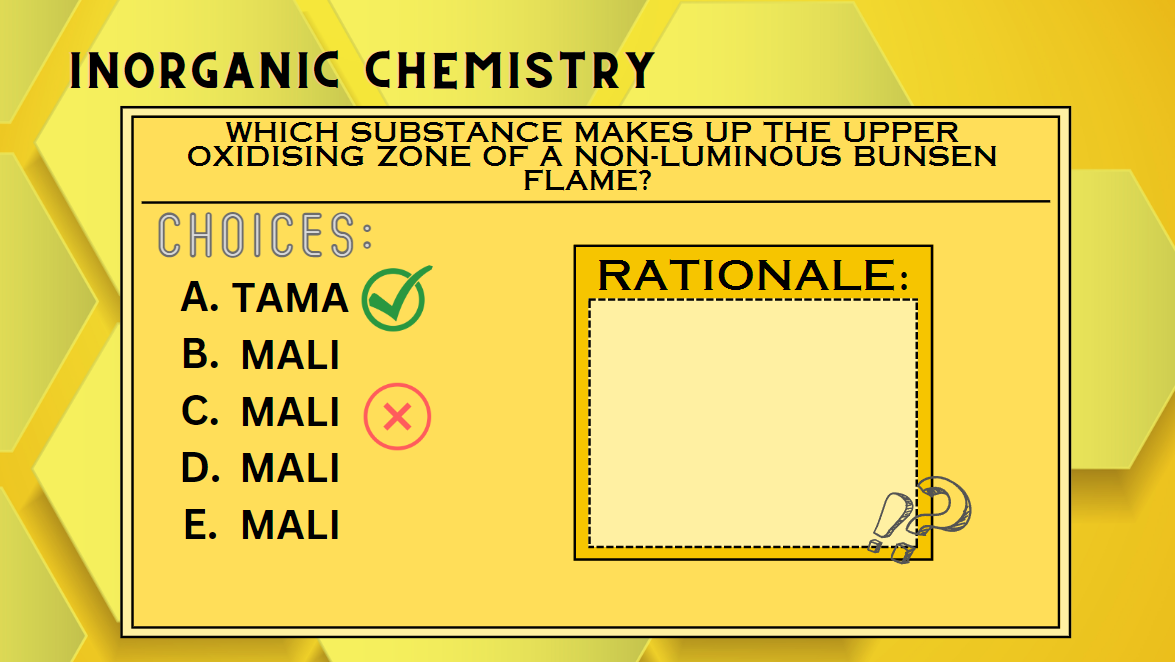 INORGANIC CHEMISTRY
WHICH SUBSTANCE MAKES UP THE UPPER
OXIDISING ZONE OF A NON-LUMINOUS BUNSEN
FLAME?
CHOICES:
A. TAMA
B. MALI
C. MALI
D. MALI
E. MALI
RATIONALE:
!?